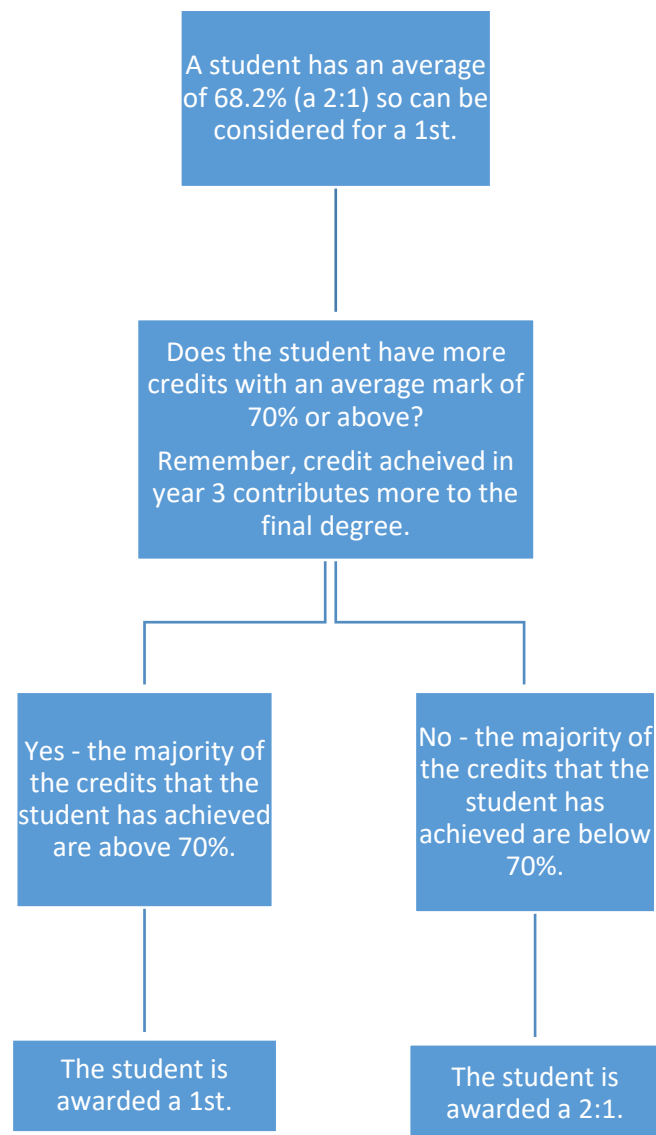 A student has an average
of 68.2% (a 2:1) so can be
considered for a 1st.
Does the student have more
credits with an average mark of
70% or above?
Remember, credit acheived in
year 3 contributes more to the
final degree.
Yes - the majority of
the credits that the
student has achieved
are above 70%.
No - the majority of
the credits that the
student has
achieved are below
70%.
The student is
awarded a 1st.
The student is
awarded a 2:1.